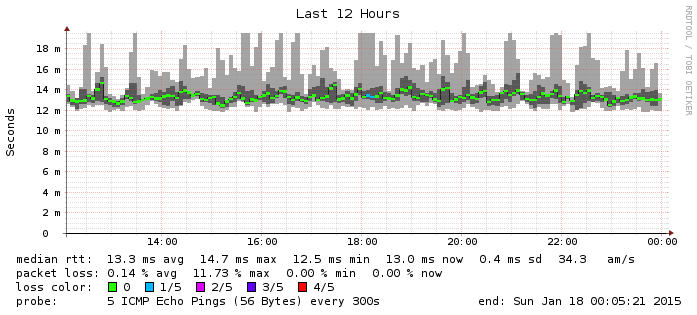 Last 12 Hours
RRDTOOL / TOBI OETIKER
Seconds
18 m
16 m
14 m
12 m
10 m
8 m
6 m
4 m
2 m
0
14:00 16:00 18:00 20:00 22:00 00:00
median rtt: 13.3 ms avg 14.7 ms max 12.5 ms min 13.0 ms now 0.4 ms sd 34.3 am/s
packet loss: 0.14 % avg 11.73 % max 0.00 % min 0.00 % now
loss color: 0 1/5 2/5 3/5 4/5
probe: 5 ICMP Echo Pings (56 Bytes) every 300s end: Sun Jan 18 00:05:21 2015